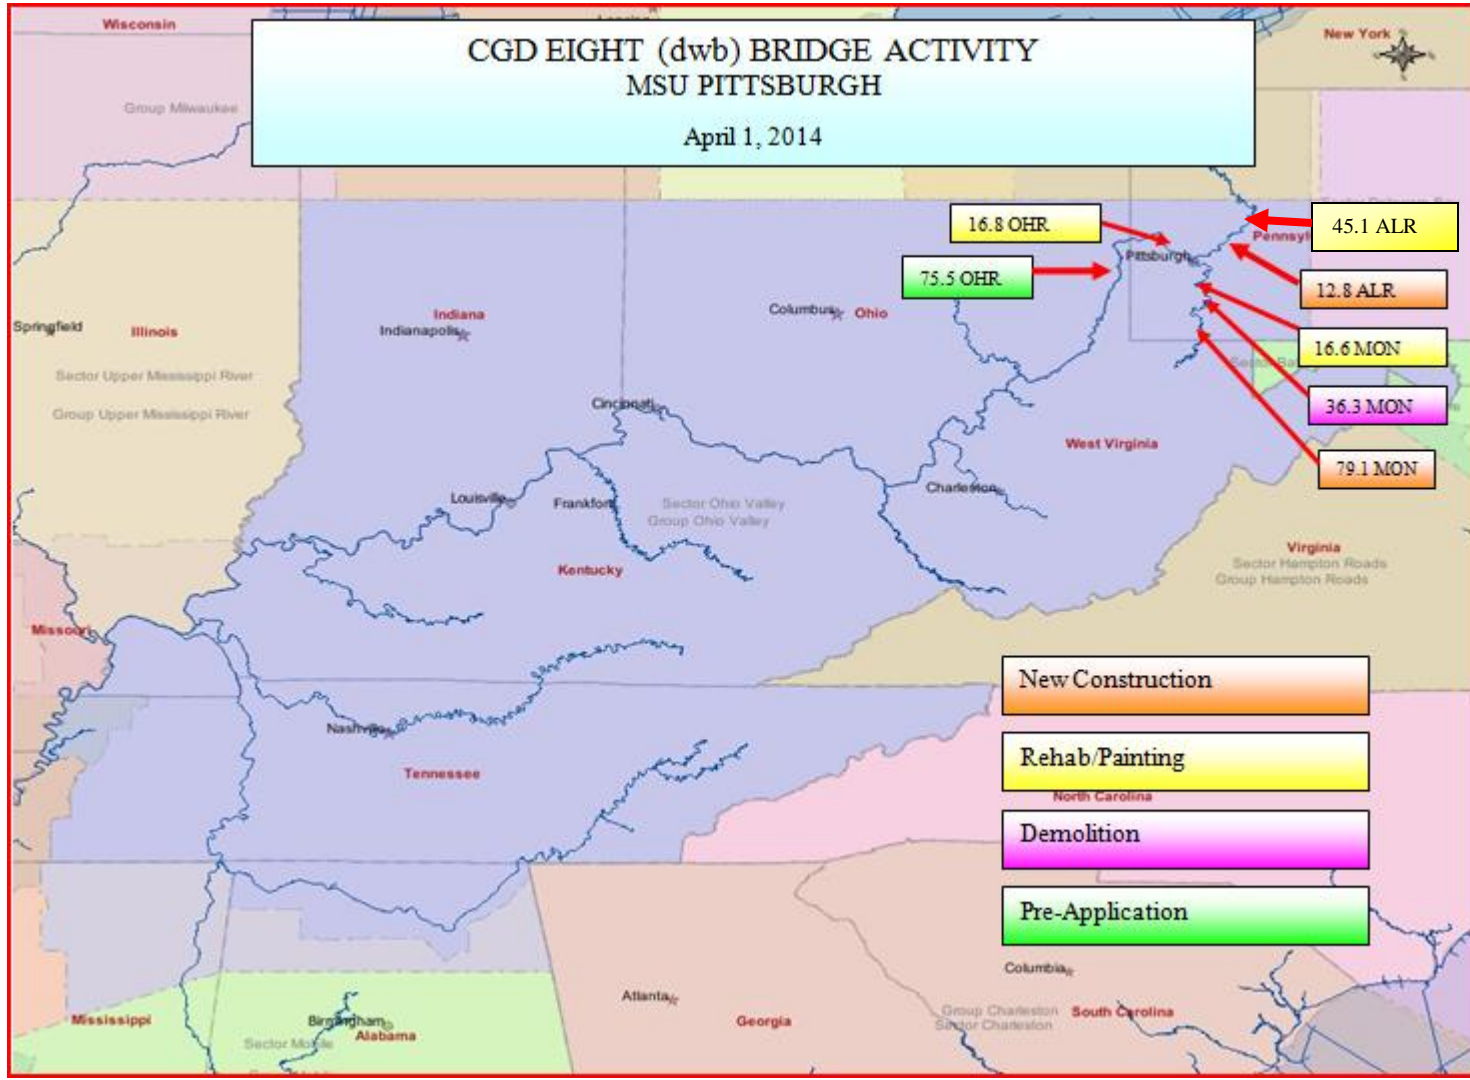 Wisconsin
New York
CGD EIGHT (dwb) BRIDGE ACTIVITY
MSU PITTSBURGH
April 1, 2014
Group Milwaukee
16.8 OHR
45.1 ALR
Pittsburgh
75.5 OHR
12.8 ALR
Columbus
Ohio
Indiana
Indianapolis
Springfield
Illinois
16.6 MON
Sector Upper Mississippi River
Group Upper Mississippi River
36.3 MON
Cincinnati
West Virginia
79.1 MON
Charleston
Louisville
Frankfort
Sector Ohio Valley
Group Ohio Valley
Virginia
Sector Hampton Roads
Group Hampton Roads
Kentucky
Missouri
New Construction
Nashville
Rehab/Painting
Tennessee
North Carolina
Demolition
Pre-Application
Columbia
Atlanta
Group Charleston
Sector Charleston
South Carolina
Mississippi
Birmingham
Alabama
Georgia
Sector Mobile